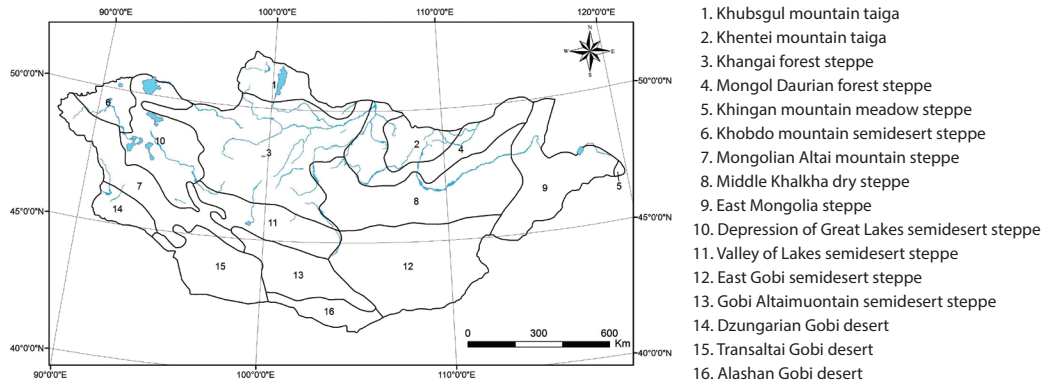 90°0'0"E 100°0'0"E 110°0'0"E 120°0'0"E
N
W E
S
50°0'0"N 50°0'0"N
45°0'0"N 45°0'0"N
40°0'0"N 40°0'0"N
90°0'0"E 100°0'0"E 110°0'0"E
1
6
10
2
4
3
7
5
9
8
14
11
15
13
12
16
0 300 600
Km
1. Khubsgul mountain taiga
2. Khentei mountain taiga
3. Khangai forest steppe
4. Mongol Daurian forest steppe
5. Khingan mountain meadow steppe
6. Khobdo mountain semidesert steppe
7. Mongolian Altai mountain steppe
8. Middle Khalkha dry steppe
9. East Mongolia steppe
10. Depression of Great Lakes semidesert steppe
11. Valley of Lakes semidesert steppe
12. East Gobi semidesert steppe
13. Gobi Altaimuontain semidesert steppe
14. Dzungarian Gobi desert
15. Transaltai Gobi desert
16. Alashan Gobi desert